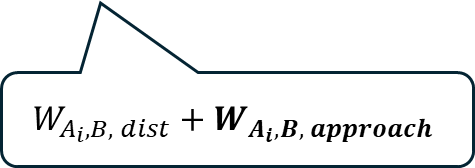 W_{A_i,B, dist} + W_{A_i,B, approach}